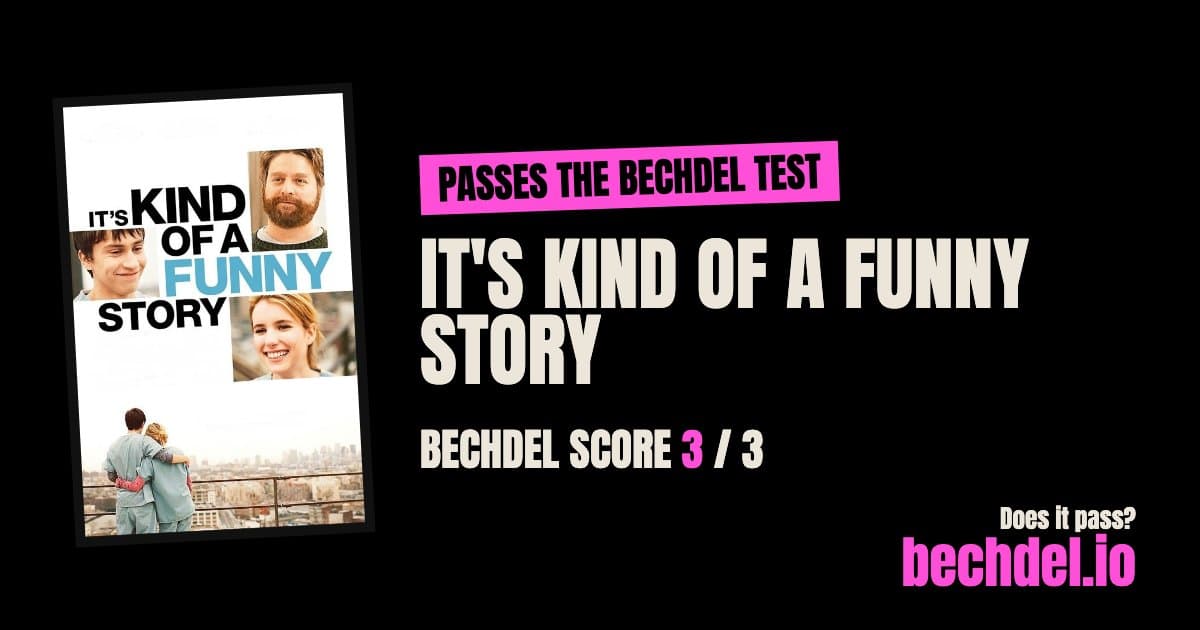 IT'S KIND
OF A
FUNNY
STORY
PASSES THE BECHDEL TEST
IT'S KIND OF A FUNNY
STORY
BECHDEL SCORE 3 / 3
Does it pass?
bechdel.io